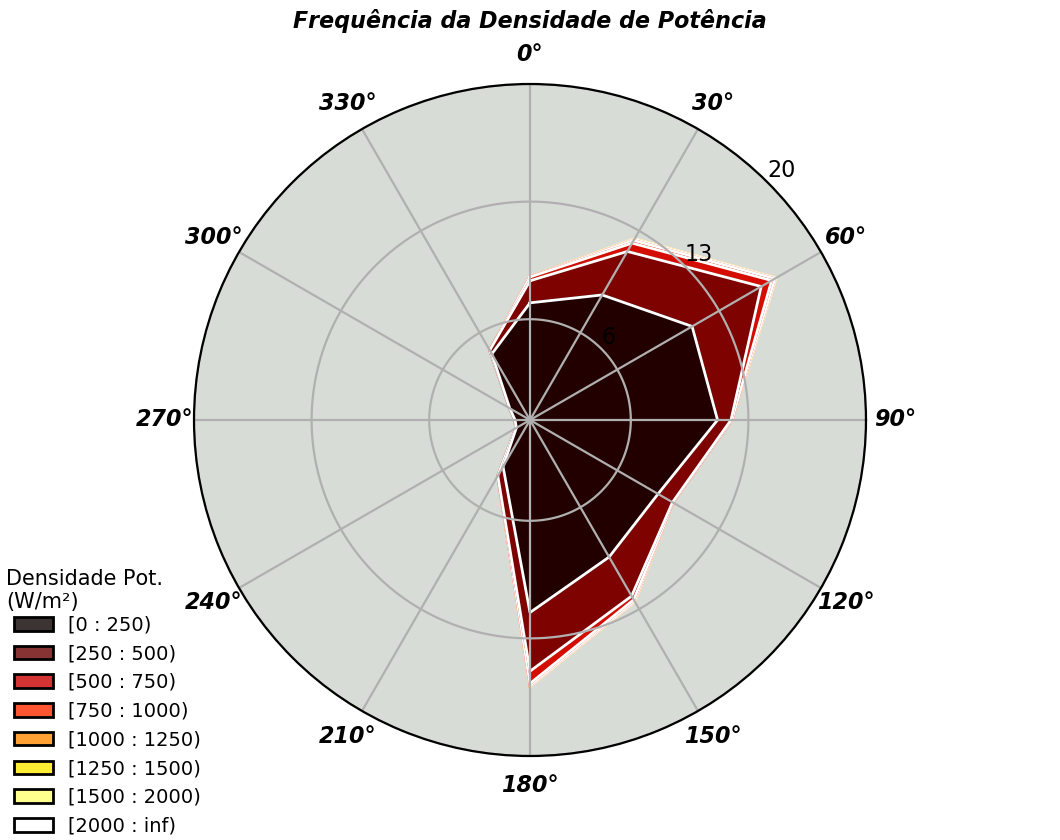 Frequência da Densidade de Potência
0°
330°
30°
20
300°
60°
13
6
270°
90°
240°
120°
210°
150°
180°
Densidade Pot.
(W/m²)
[0 : 250)
[250 : 500)
[500 : 750)
[750 : 1000)
[1000 : 1250)
[1250 : 1500)
[1500 : 2000)
[2000 : inf)